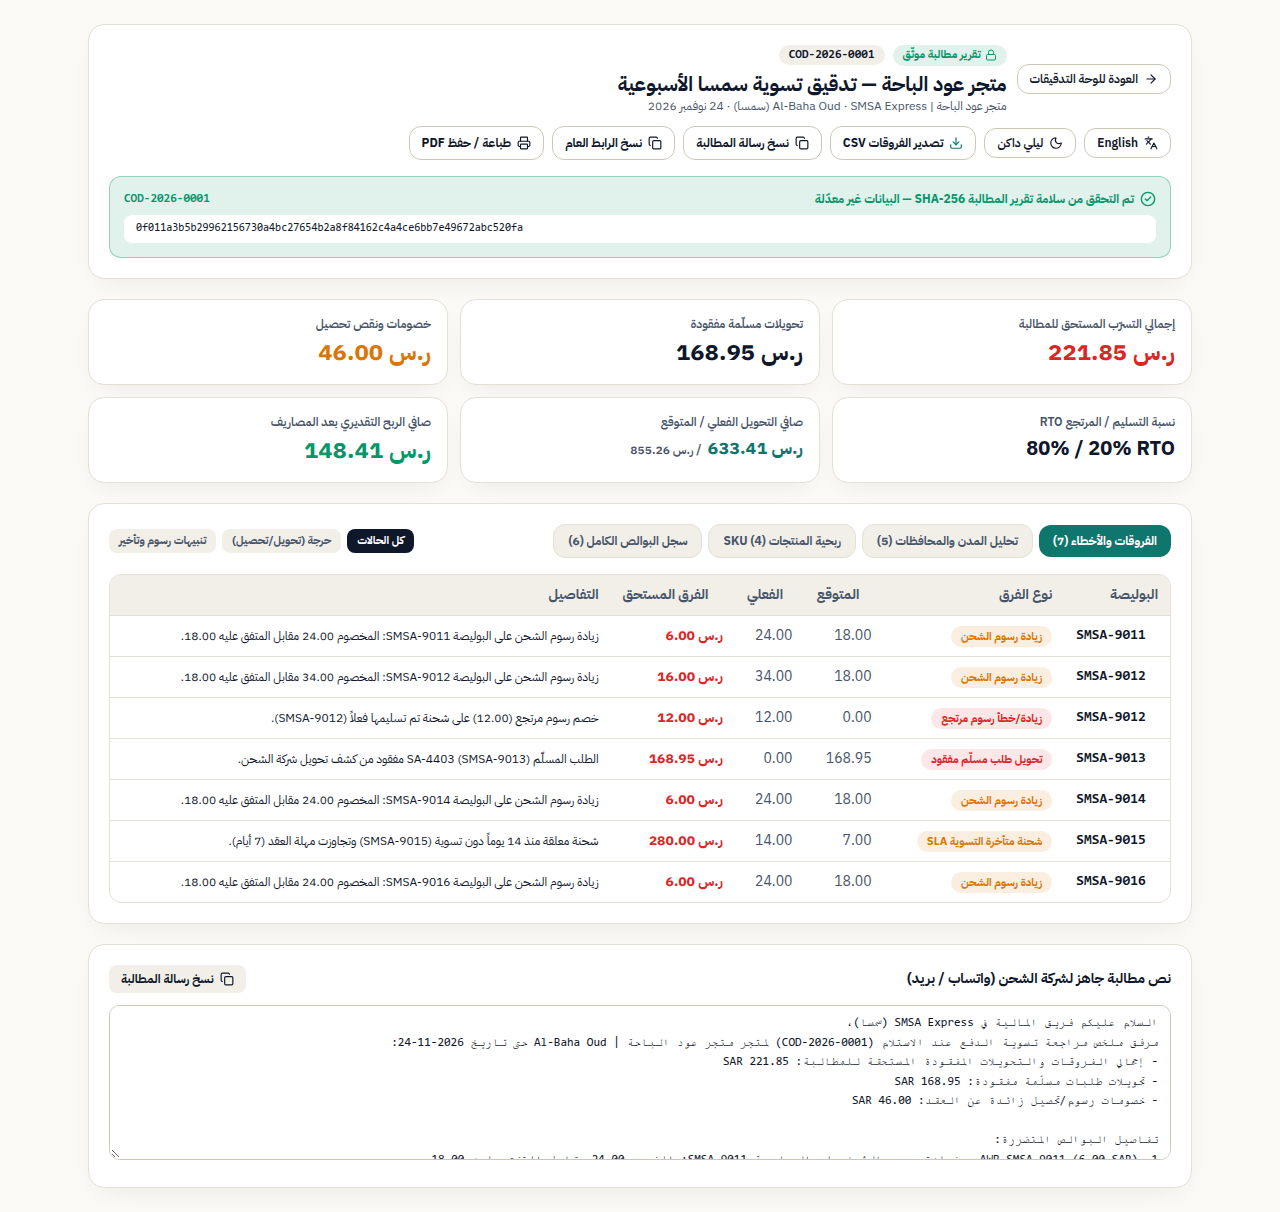 العودة للوحة التدقيقات
تقرير مطالبة موثّق COD-2026-0001
متجر عود الباحة — تدقيق تسوية سمسا الأسبوعية
متجر عود الباحة | Al-Baha Oud · SMSA Express (سمسا) · 24 نوفمبر 2026
English ليلي داكن تصدير الفروقات CSV نسخ رسالة المطالبة نسخ الرابط العام طباعة / حفظ PDF
تم التحقق من سلامة تقرير المطالبة SHA-256 — البيانات غير معدّلة COD-2026-0001
0f011a3b5b29962156730a4bc27654b2a8f84162c4a4ce6bb7e49672abc520fa
إجمالي التسرّب المستحق للمطالبة
ر.س 221.85
تحويلات مسلّمة مفقودة
ر.س 168.95
خصومات ونقص تحصيل
ر.س 46.00
نسبة التسليم / المرتجع RTO
80% / 20% RTO
صافي التحويل الفعلي / المتوقع
ر.س 633.41 / ر.س 855.26
صافي الربح التقديري بعد المصاريف
ر.س 148.41
الفروقات والأخطاء (7) تحليل المدن والمحافظات (5) ربحية المنتجات SKU (4) سجل البوالص الكامل (6)
كل الحالات حرجة (تحويل/تحصيل) تنبيهات رسوم وتأخير
البوليصة نوع الفرق المتوقع الفعلي الفرق المستحق التفاصيل
SMSA-9011 زيادة رسوم الشحن 18.00 24.00 ر.س 6.00 زيادة رسوم الشحن على البوليصة SMSA-9011: المخصوم 24.00 مقابل المتفق عليه 18.00.
SMSA-9012 زيادة رسوم الشحن 18.00 34.00 ر.س 16.00 زيادة رسوم الشحن على البوليصة SMSA-9012: المخصوم 34.00 مقابل المتفق عليه 18.00.
SMSA-9012 زيادة/خطأ رسوم مرتجع 0.00 12.00 ر.س 12.00 خصم رسوم مرتجع (12.00) على شحنة تم تسليمها فعلاً (SMSA-9012).
SMSA-9013 تحويل طلب مسلّم مفقود 168.95 0.00 ر.س 168.95 الطلب المسلّم SA-4403 (SMSA-9013) مفقود من كشف تحويل شركة الشحن.
SMSA-9014 زيادة رسوم الشحن 18.00 24.00 ر.س 6.00 زيادة رسوم الشحن على البوليصة SMSA-9014: المخصوم 24.00 مقابل المتفق عليه 18.00.
SMSA-9015 شحنة متأخرة التسوية SLA 7.00 14.00 ر.س 280.00 شحنة معلقة منذ 14 يوماً دون تسوية (SMSA-9015) وتجاوزت مهلة العقد (7 أيام).
SMSA-9016 زيادة رسوم الشحن 18.00 24.00 ر.س 6.00 زيادة رسوم الشحن على البوليصة SMSA-9016: المخصوم 24.00 مقابل المتفق عليه 18.00.
نص مطالبة جاهز لشركة الشحن (واتساب / بريد) نسخ رسالة المطالبة
السلام عليكم فريق المالية في SMSA Express (سمسا)،
مرفق ملخص مراجعة تسوية الدفع عند الاستلام (COD-2026-0001) لمتجر متجر عود الباحة | Al-Baha Oud حتى تاريخ 2026-11-24:
- إجمالي الفروقات والتحويلات المفقودة المستحقة للمطالبة: 221.85 SAR
- تحويلات طلبات مسلّمة مفقودة: 168.95 SAR
- خصومات رسوم/تحصيل زائدة عن العقد: 46.00 SAR
تفاصيل البوالص المتضررة: